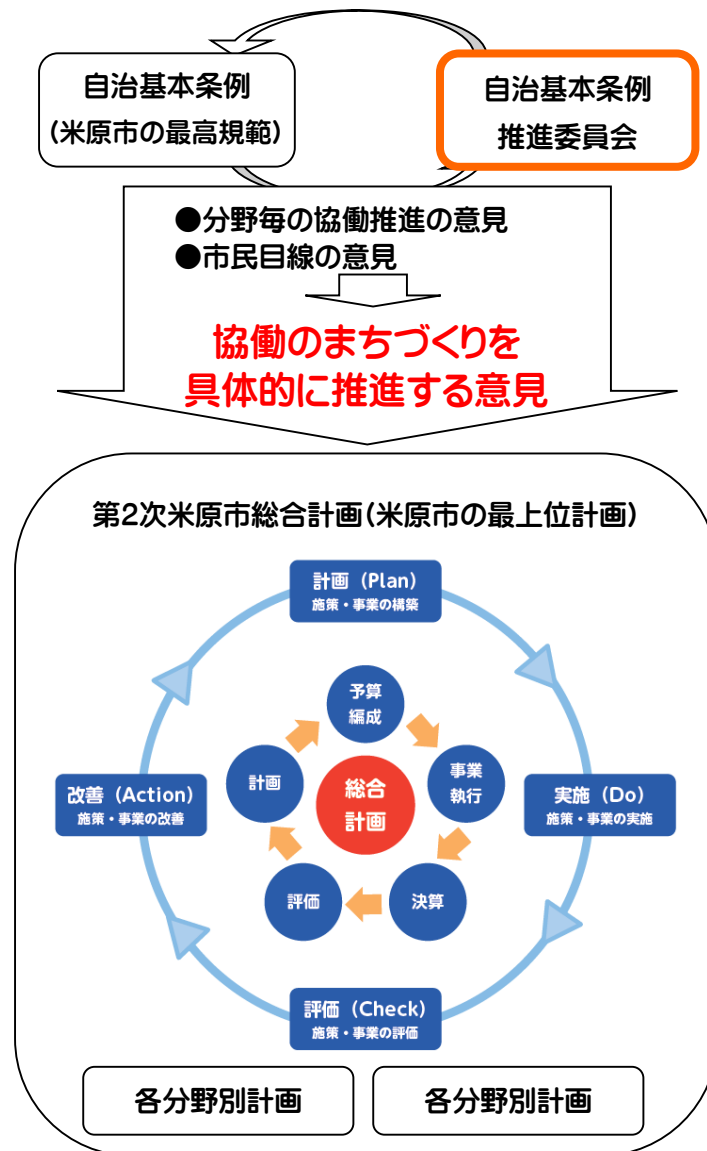 自治基本条例
(米原市の最高規範)
自治基本条例
推進委員会
●分野毎の協働推進の意見
●市民目線の意見
協働のまちづくりを
具体的に推進する意見
第2次米原市総合計画(米原市の最上位計画)
計画（Plan）
施策・事業の構築
予算
編成
計画
事業
執行
総合
計画
改善（Action）
施策・事業の改善
実施（Do）
施策・事業の実施
評価
決算
評価（Check）
施策・事業の評価
各分野別計画
各分野別計画